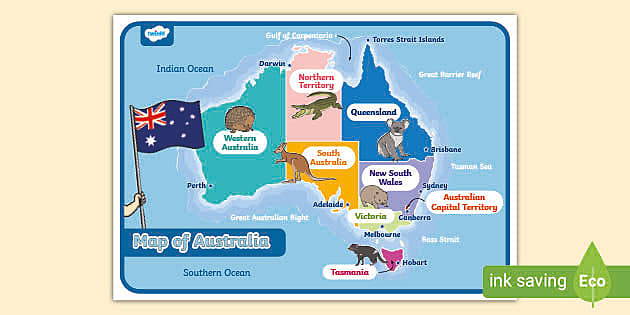 twinkl
Gulf of Carpentaria
Torres Strait Islands
Indian Ocean
Darwin
Northern
Territory
Great Barrier Reef
Queensland
Western
Australia
South
Australia
Brisbane
Tasman Sea
New South
Wales
Perth
Sydney
Adelaide
Australian
Capital Territory
Great Australian Bight
Victoria
Canberra
Map of Australia
Melbourne
Bass Strait
Southern Ocean
Tasmania
Hobart
ink saving
Eco